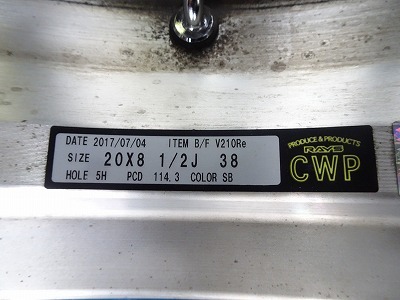 DATE 2017/07/04 ITEM B/F V210Re
SIZE 20X8 1/2J 38
HOLE 5H PCD 114.3 COLOR SB
PRODUCE & PRODUCTS
RAYS
CWP